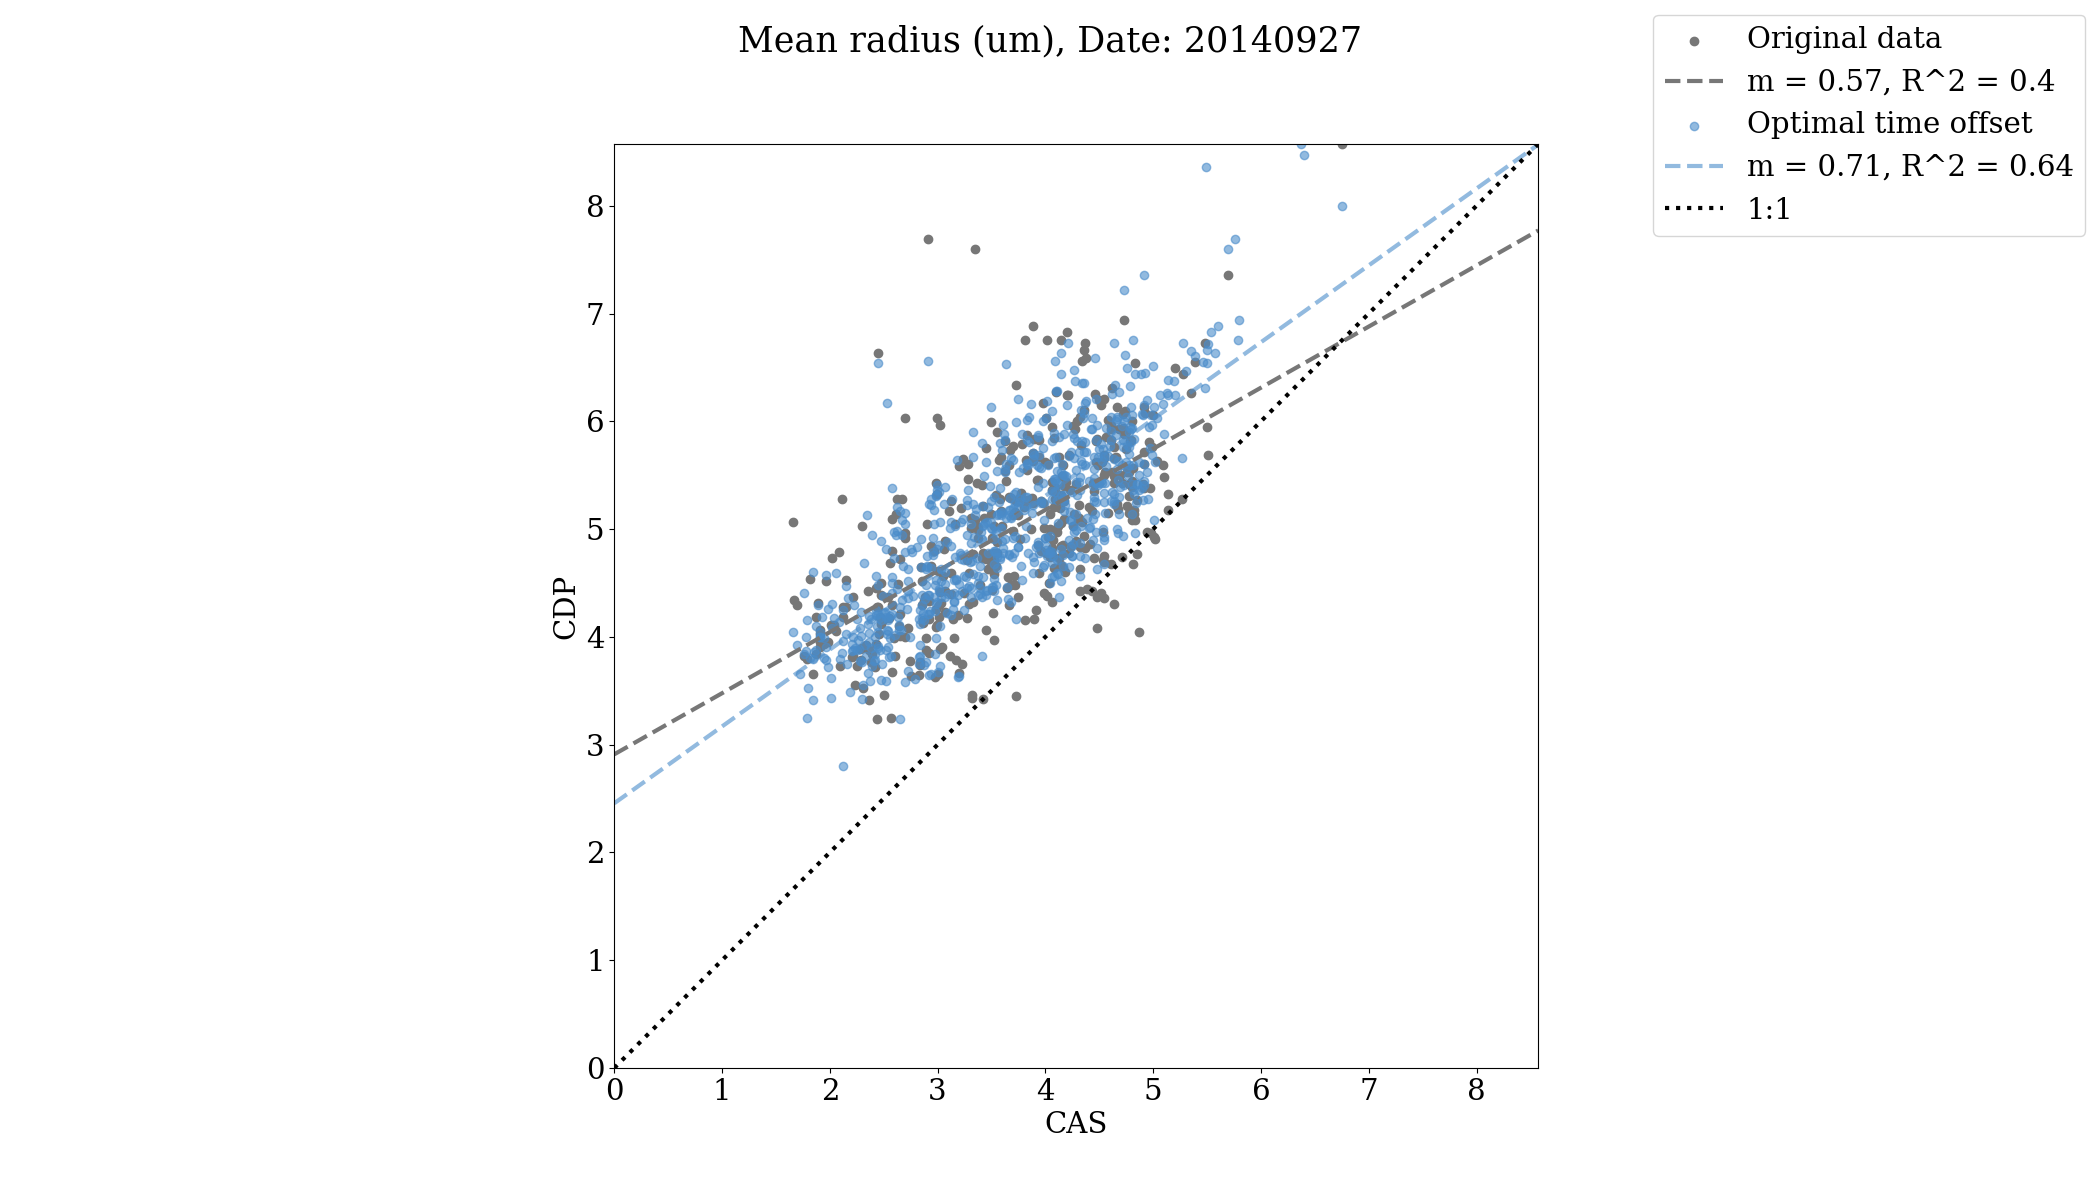 Mean radius (um), Date: 20140927
Original data
m = 0.57, R^2 = 0.4
Optimal time offset
m = 0.71, R^2 = 0.64
1:1
8
7
6
5
4
3
2
1
0
CDP
0 1 2 3 4 5 6 7 8
CAS